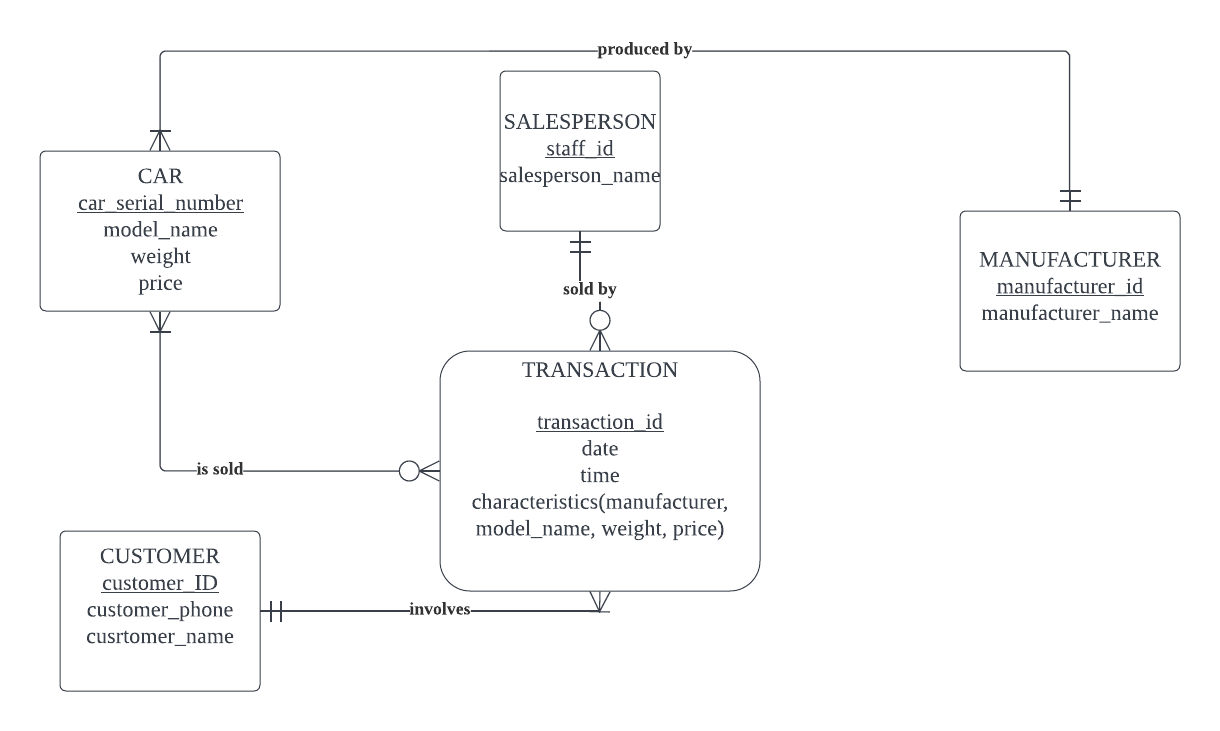 produced by
SALESPERSON
staff_id
salesperson_name
CAR
car_serial_number
model_name
weight
price
MANUFACTURER
manufacturer_id
manufacturer_name
sold by
TRANSACTION
transaction_id
date
time
characteristics(manufacturer,
model_name, weight, price)
is sold
CUSTOMER
customer_ID
customer_phone
cusrtomer_name
involves